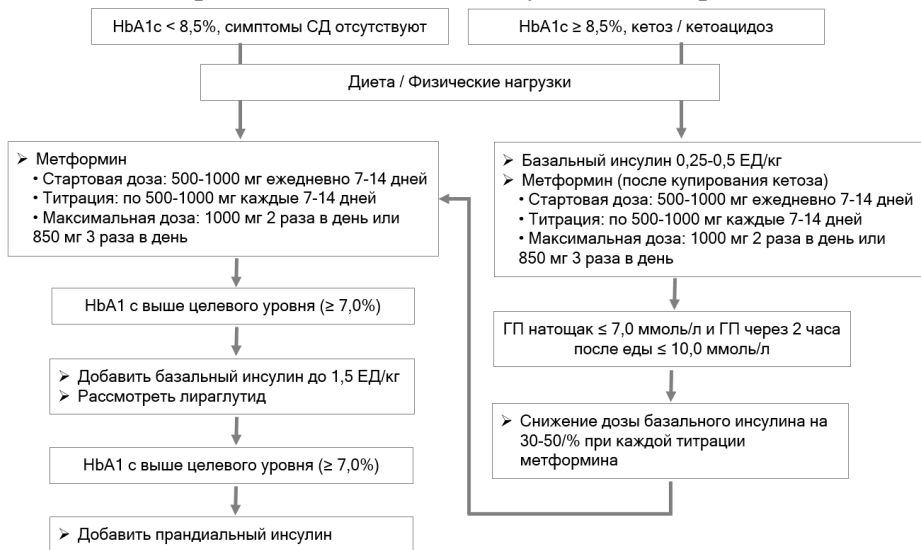 HbA1c < 8,5%, симптомы СД отсутствуют
HbA1c ≥ 8,5%, кетоз / кетоацидоз
Диета / Физические нагрузки
➢ Метформин
• Стартовая доза: 500-1000 мг ежедневно 7-14 дней
• Титрация: по 500-1000 мг каждые 7-14 дней
• Максимальная доза: 1000 мг 2 раза в день или
850 мг 3 раза в день
HbA1 с выше целевого уровня (≥ 7,0%)
➢ Добавить базальный инсулин до 1,5 ЕД/кг
➢ Рассмотреть лираглутид
HbA1 с выше целевого уровня (≥ 7,0%)
➢ Добавить прандиальный инсулин
➢ Базальный инсулин 0,25-0,5 ЕД/кг
➢ Метформин (после купирования кетоза)
• Стартовая доза: 500-1000 мг ежедневно 7-14 дней
• Титрация: по 500-1000 мг каждые 7-14 дней
• Максимальная доза: 1000 мг 2 раза в день или
850 мг 3 раза в день
ГП натощак ≤ 7,0 ммоль/л и ГП через 2 часа
после еды ≤ 10,0 ммоль/л
➢ Снижение дозы базального инсулина на
30-50/% при каждой титрации
метформина